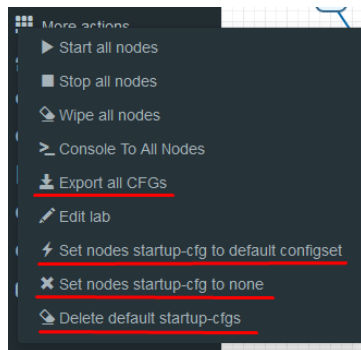 More actions
Start all nodes
Stop all nodes
Wipe all nodes
Console To All Nodes
Export all CFGs
Edit lab
Set nodes startup-cfg to default configset
Set nodes startup-cfg to none
Delete default startup-cfgs